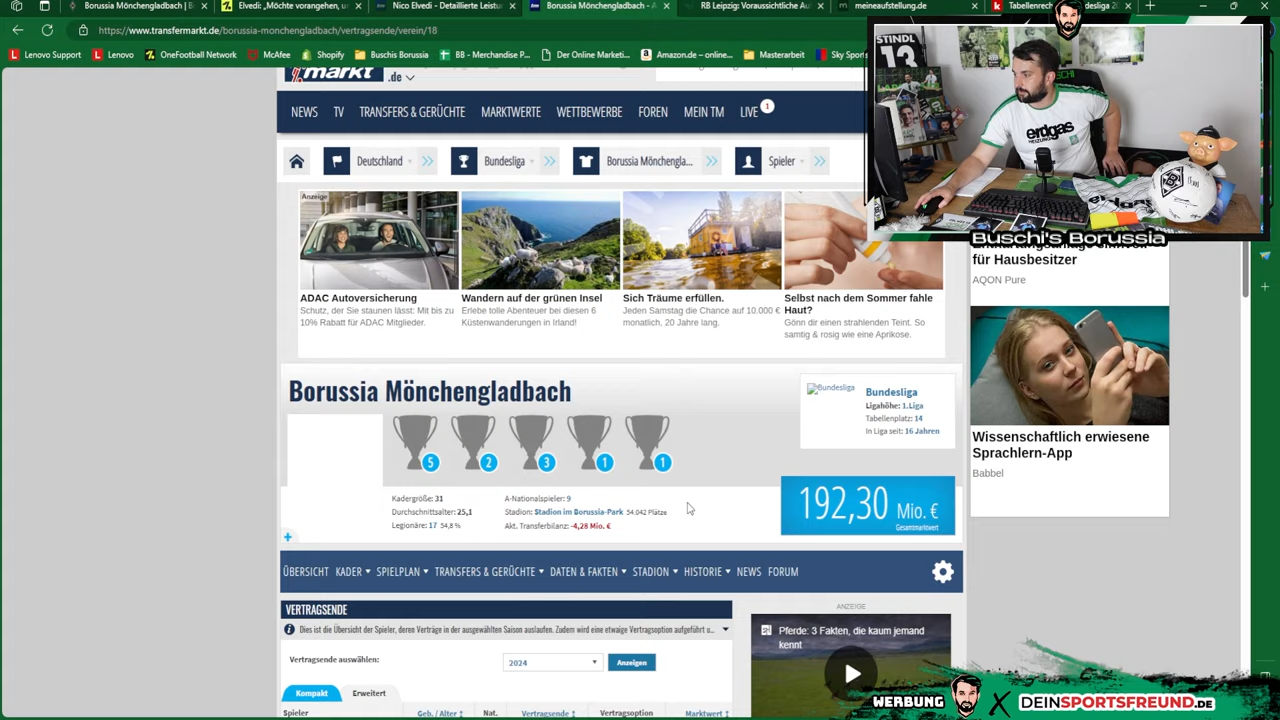 Borussia Mönchengladbach |
Elvedi „Möchte
Nico Elvedi - Detaillierte Leistun
Borussia Mönchengladbach - A
RB Leipzig: Voraussichtliche Auf
Tabellenrech
https://www.transfermarkt.de/borussia-monchengladbach/vertragsende/verein/18
Lenovo Support
Lenovo
OneFootball Network
McAfee
Shopify
Buschis Borussia
BB - Merchandise P...
Der Online Marketi...
Amazon.de – online...
Masterarbeit
Sky Spor
markt .de
NEWS TV TRANSFERS & GERÜCHTE MARKTWERTE WETTBEWERBE FOREN MEIN TM LIVE 1
Deutschland
Bundesliga
Borussia Mönchengla...
Spieler
STINDL
13
erdgas
HEIZUNG
Buschi's Borussia
Anzeige
ADAC Autoversicherung
Schutz, der Sie staunen lässt: Mit bis zu
10% Rabatt für ADAC Mitglieder.
Wandern auf der grünen Insel
Erlebe tolle Abenteuer bei diesen 6
Küstenwanderungen in Irland!
Sich Träume erfüllen.
Jeden Samstag die Chance auf 10.000 €
monatlich, 20 Jahre lang.
Selbst nach dem Sommer fahle
Haut?
Gönn dir einen strahlenden Teint. So
samtig & rosig wie eine Aprikose.
für Hausbesitzer
AQON Pure
Wissenschaftlich erwiesene
Sprachlern-App
Babbel
Borussia Mönchengladbach
5 2 3 1 1
Bundesliga
Bundesliga
Ligahöhe: 1.Liga
Tabellenplatz: 14
In Liga seit: 16 Jahren
Kadergröße: 31
Durchschnittsalter: 25,1
Legionäre: 17 54,8 %
A-Nationalspieler: 9
Stadion: Stadion im Borussia-Park 54.042 Plätze
Akt. Transferbilanz: -4,28 Mio. €
192,30 Mio. €
Gesamtmarktwert
ÜBERSICHT KADER SPIELPLAN TRANSFERS & GERÜCHTE DATEN & FAKTEN STADION HISTORIE NEWS FORUM
VERTRAGSENDE
Dies ist die Übersicht der Spieler, deren Verträge in der ausgewählten Saison auslaufen. Zudem wird eine etwaige Vertragsoption aufgeführt u...
Vertragsende auswählen:
2024
Anzeigen
Kompakt
Erweitert
Spieler
Geb. / Alter
Nat.
Vertragsende
Vertragsoption
Marktwert
ANZEIGE
Pferde: 3 Fakten, die kaum jemand
kennt
WERBUNG X DEINSPORTSFREUND.DE